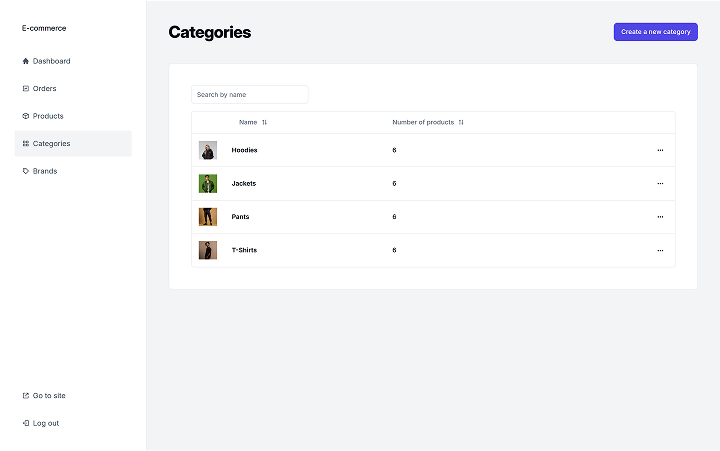 E-commerce
Dashboard
Orders
Products
Categories
Brands
Go to site
Log out
Categories
Create a new category
Search by name
Name
Number of products
Hoodies
6
Jackets
6
Pants
6
T-Shirts
6